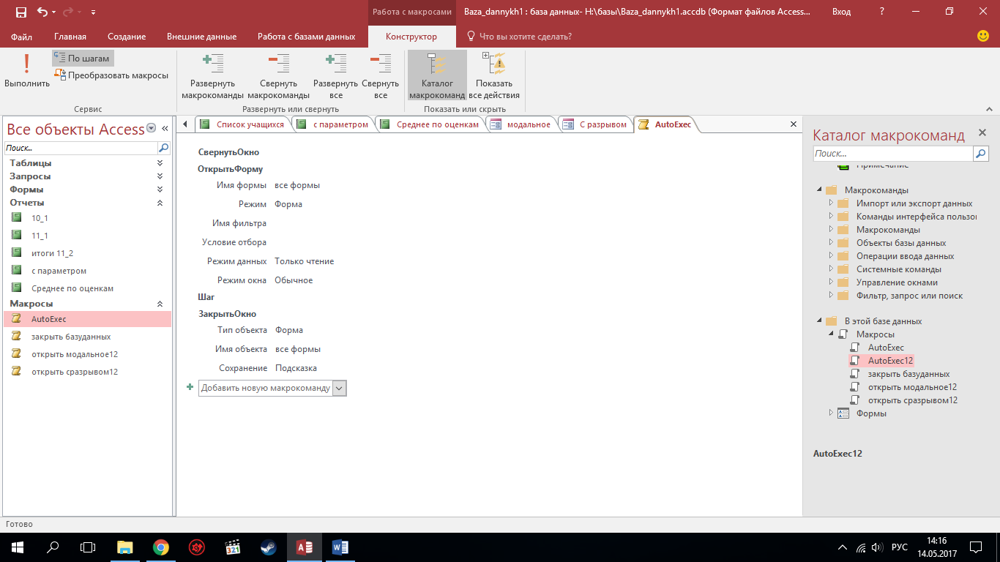 Работа с макросами
Baza_dannykh1 : база данных- H:\базы\Baza_dannykh1.accdb (Формат файлов Access...
Вход
?
Файл
Главная
Создание
Внешние данные
Работа с базами данных
Конструктор
Что вы хотите сделать?
Выполнить
По шагам
Преобразовать макросы
Сервис
Развернуть макрокоманды
Свернуть макрокоманды
Развернуть все
Свернуть все
Развернуть или свернуть
Каталог макрокоманд
Показать все действия
Показать или скрыть
Все объекты Access
Поиск...
Таблицы
Запросы
Формы
Отчеты
10_1
11_1
итоги 11_2
с параметром
Среднее по оценкам
Макросы
AutoExec
закрыть базуданных
открыть модальное12
открыть сразрывом12
Список учащихся
с параметром
Среднее по оценкам
модальное
С разрывом
AutoExec
СвернутьОкно
ОткрытьФорму
Имя формы все формы
Режим Форма
Имя фильтра
Условие отбора
Режим данных Только чтение
Режим окна Обычное
Шаг
ЗакрытьОкно
Тип объекта Форма
Имя объекта все формы
Сохранение Подсказка
Добавить новую макрокоманду
Каталог макрокоманд
Поиск...
Примечание
Макрокоманды
Импорт или экспорт данных
Команды интерфейса пользо
Макрокоманды
Объекты базы данных
Операции ввода данных
Системные команды
Управление окнами
Фильтр, запрос или поиск
В этой базе данных
Макросы
AutoExec
AutoExec12
закрыть базуданных
открыть модальное12
открыть сразрывом12
Формы
AutoExec12
Готово
321
РУС
14:16
14.05.2017